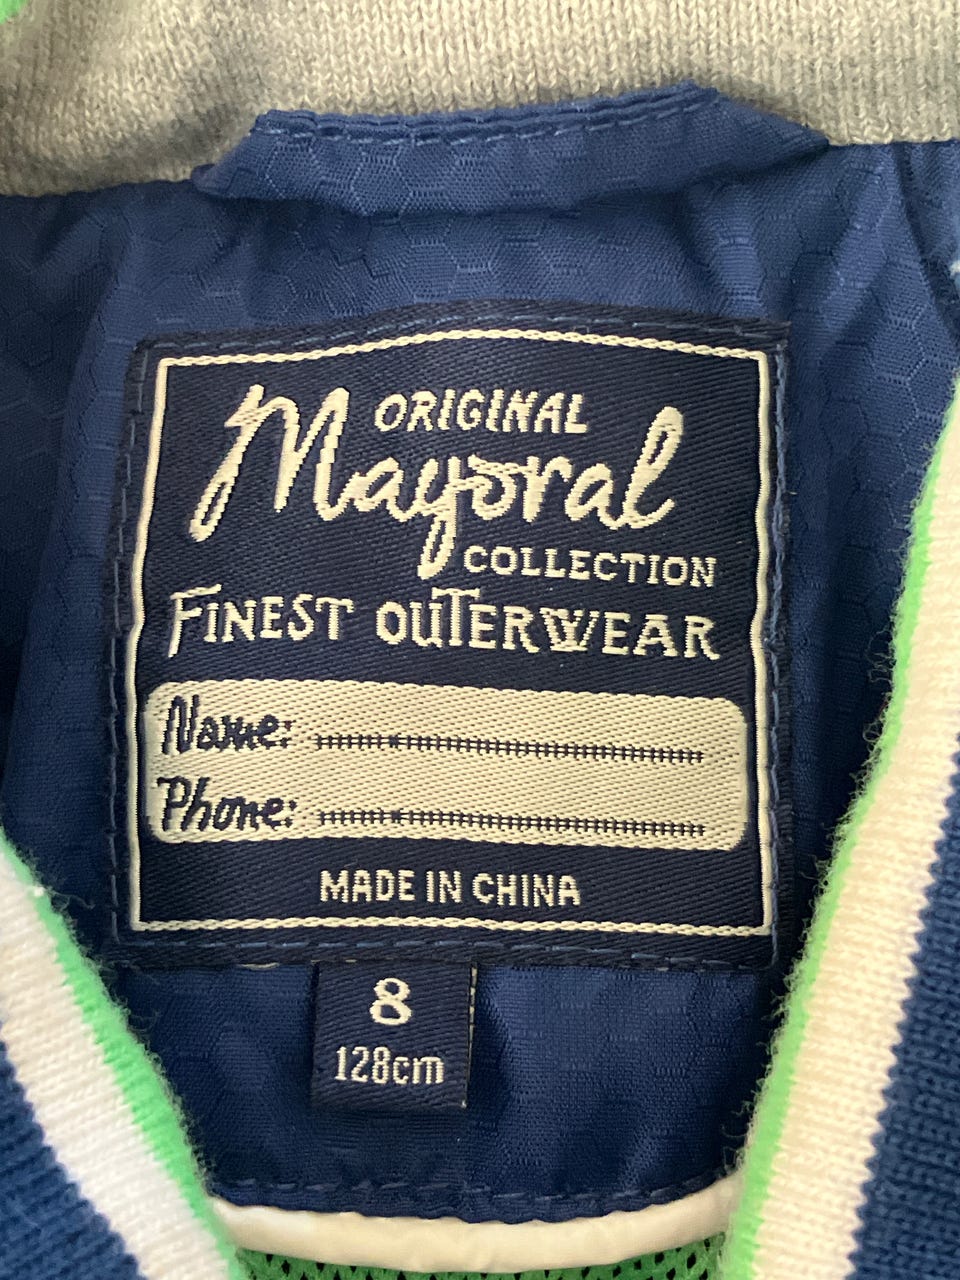 ORIGINAL
Mayoral
COLLECTION
FINEST OUTERWEAR
Name:
Phone:
MADE IN CHINA
8
128cm